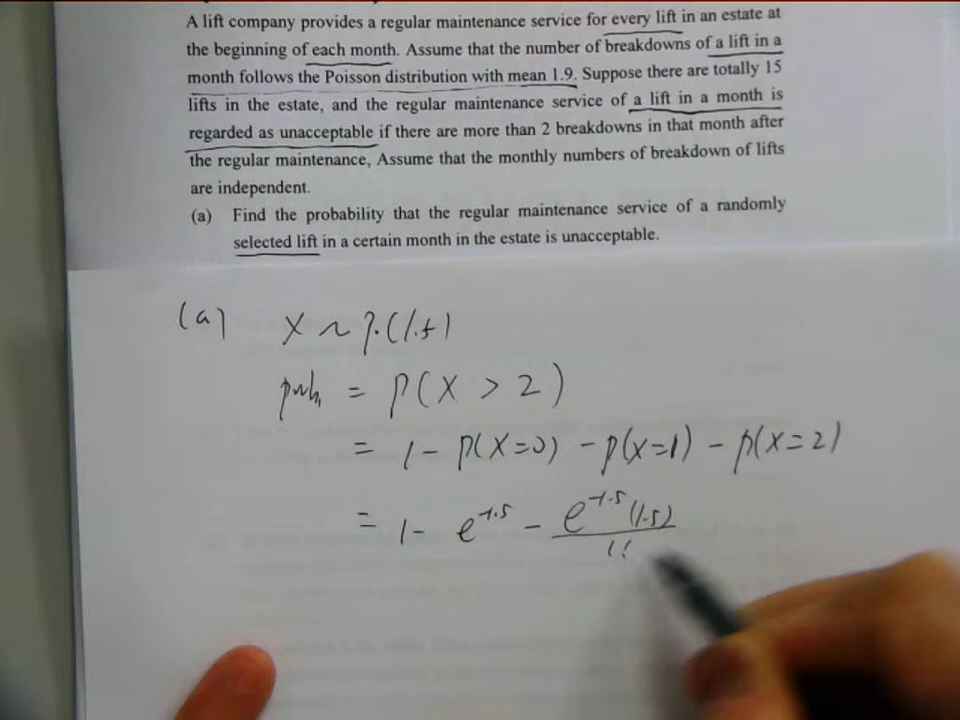 A lift company provides a regular maintenance service for every lift in an estate at
the beginning of each month. Assume that the number of breakdowns of a lift in a
month follows the Poisson distribution with mean 1.9. Suppose there are totally 15
lifts in the estate, and the regular maintenance service of a lift in a month is
regarded as unacceptable if there are more than 2 breakdowns in that month after
the regular maintenance, Assume that the monthly numbers of breakdown of lifts
are independent.
(a) Find the probability that the regular maintenance service of a randomly
selected lift in a certain month in the estate is unacceptable.
(a) X ~ P.(1.5)
prob. = P(X > 2)
= 1 - P(X=0) - P(X=1) - P(X=2)
= 1 - e^-1.5 - e^-1.5 (1.5)
1!